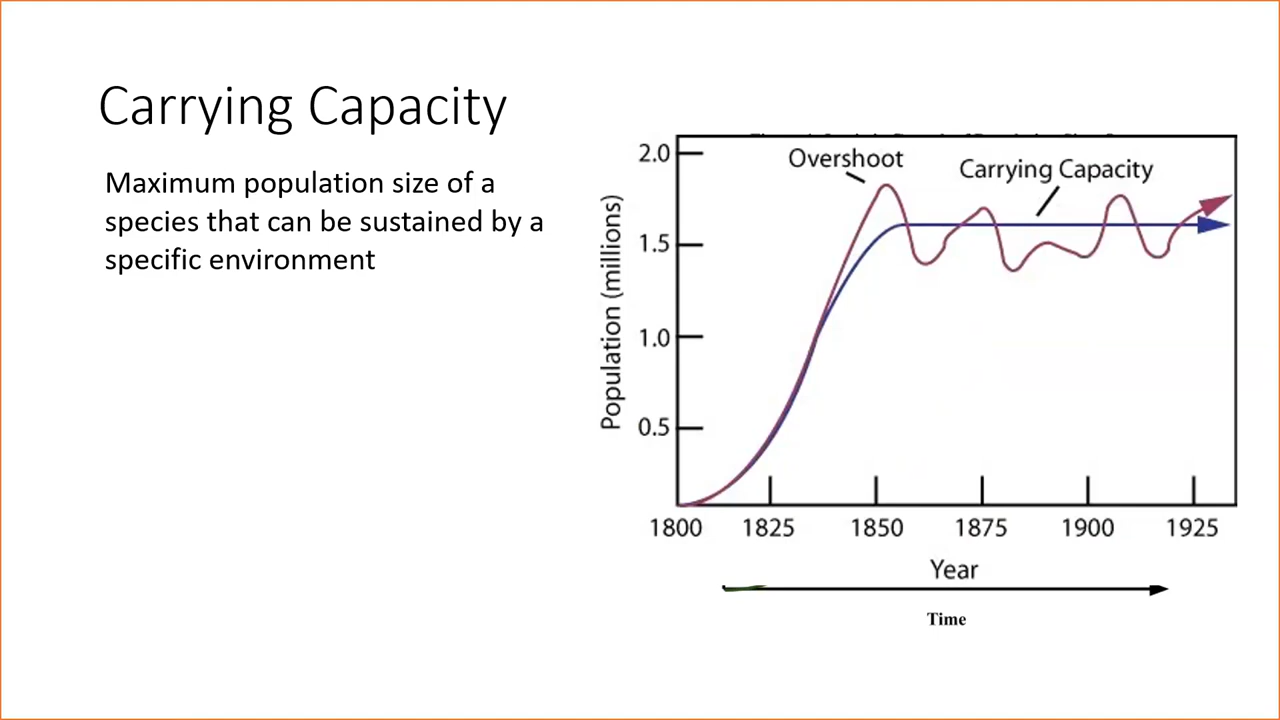 Carrying Capacity
Maximum population size of a
species that can be sustained by a
specific environment
Overshoot
Carrying Capacity
Population (millions)
2.0
1.5
1.0
0.5
1800 1825 1850 1875 1900 1925
Year
Time